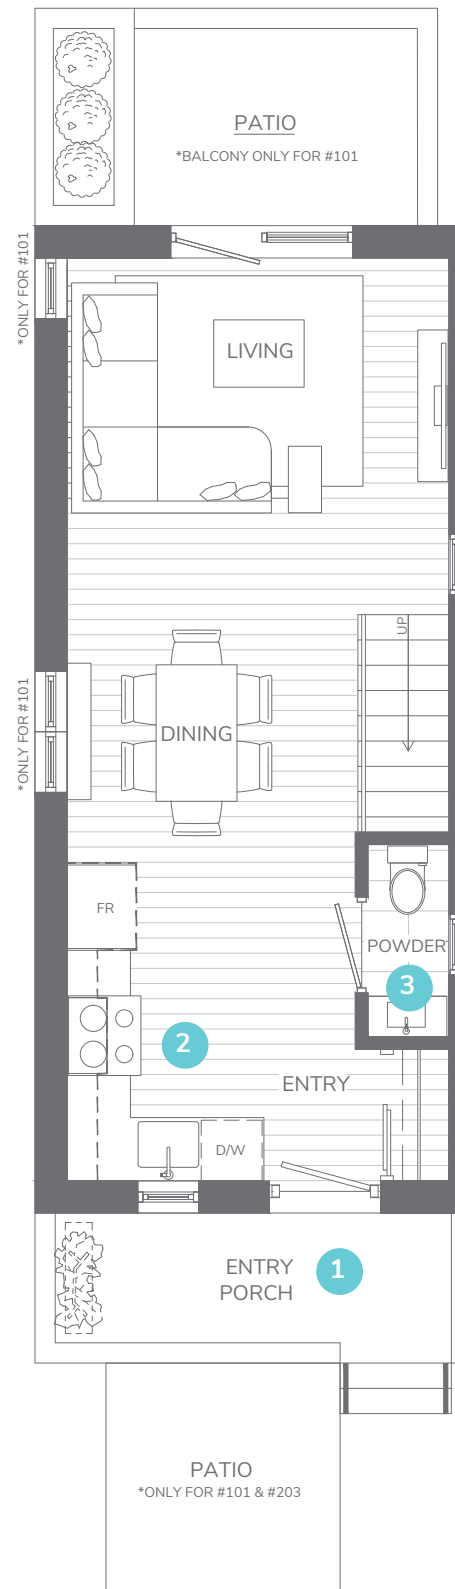 PATIO
*BALCONY ONLY FOR #101
*ONLY FOR #101
LIVING
UP
*ONLY FOR #101
DINING
FR
POWDER
3
2
ENTRY
D/W
ENTRY
PORCH
1
PATIO
*ONLY FOR #101 & #203